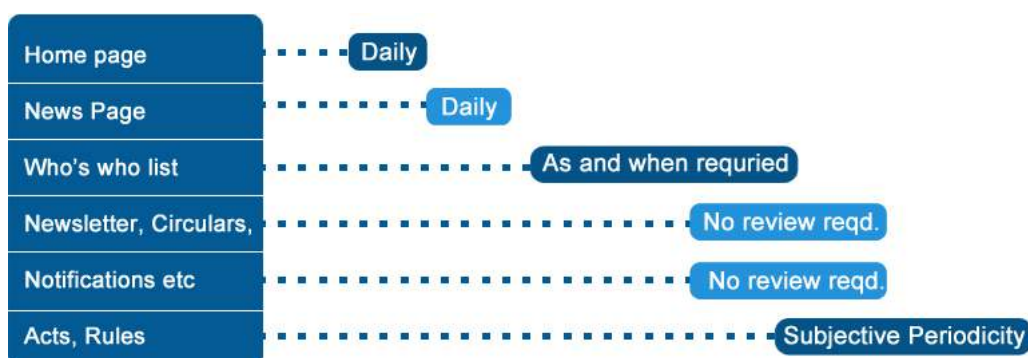 Home page Daily
News Page Daily
Who's who list As and when requried
Newsletter, Circulars, No review reqd.
Notifications etc No review reqd.
Acts, Rules Subjective Periodicity